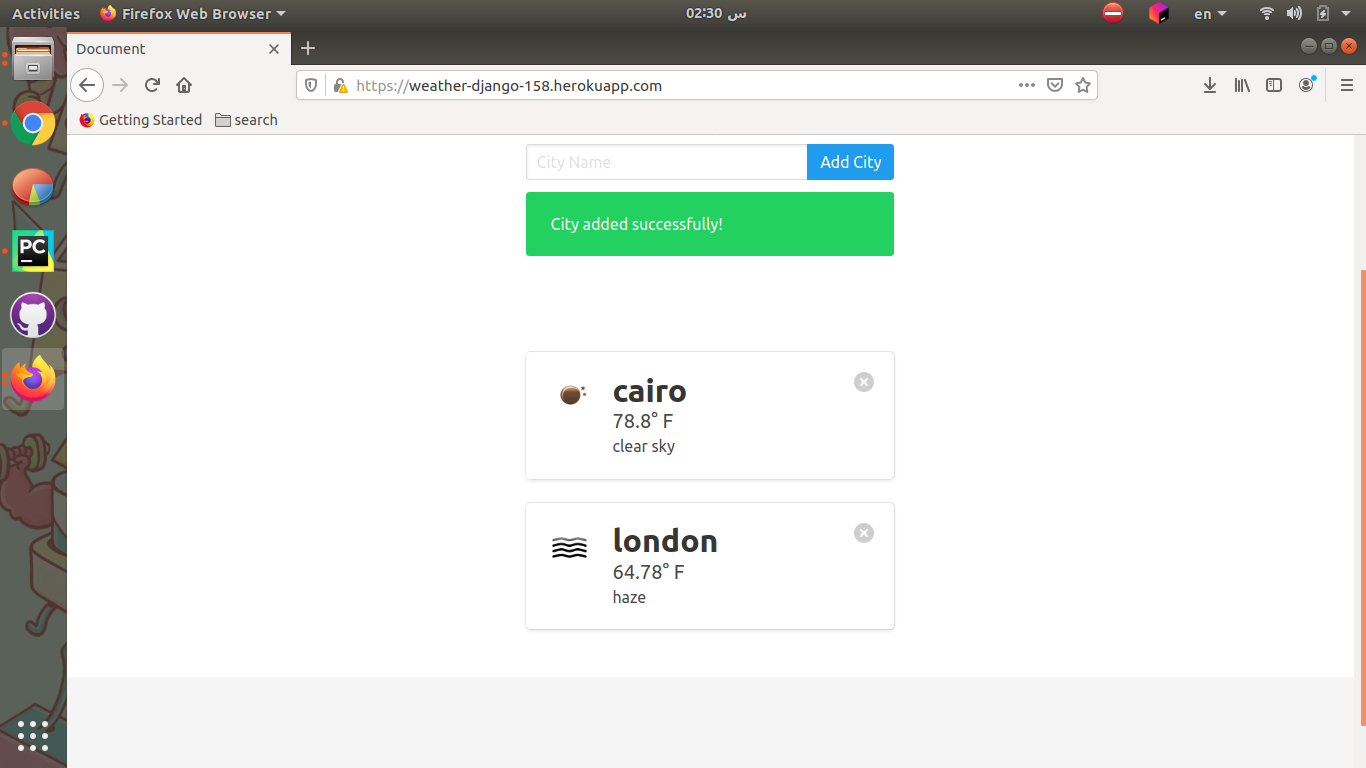 Activities
Firefox Web Browser
02:30 س
en
Document
https://weather-django-158.herokuapp.com
Getting Started
search
PC
City Name
Add City
City added successfully!
cairo
78.8° F
clear sky
london
64.78° F
haze